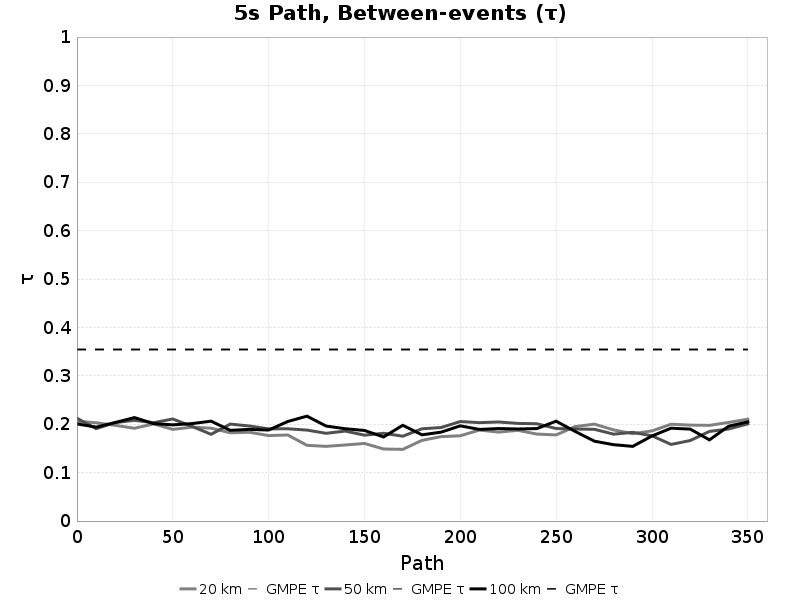 5s Path, Between-events (τ)
1
0.9
0.8
0.7
0.6
0.5
τ
0.4
0.3
0.2
0.1
0
0 50 100 150 200 250 300 350
Path
20 km GMPE τ 50 km GMPE τ 100 km GMPE τ